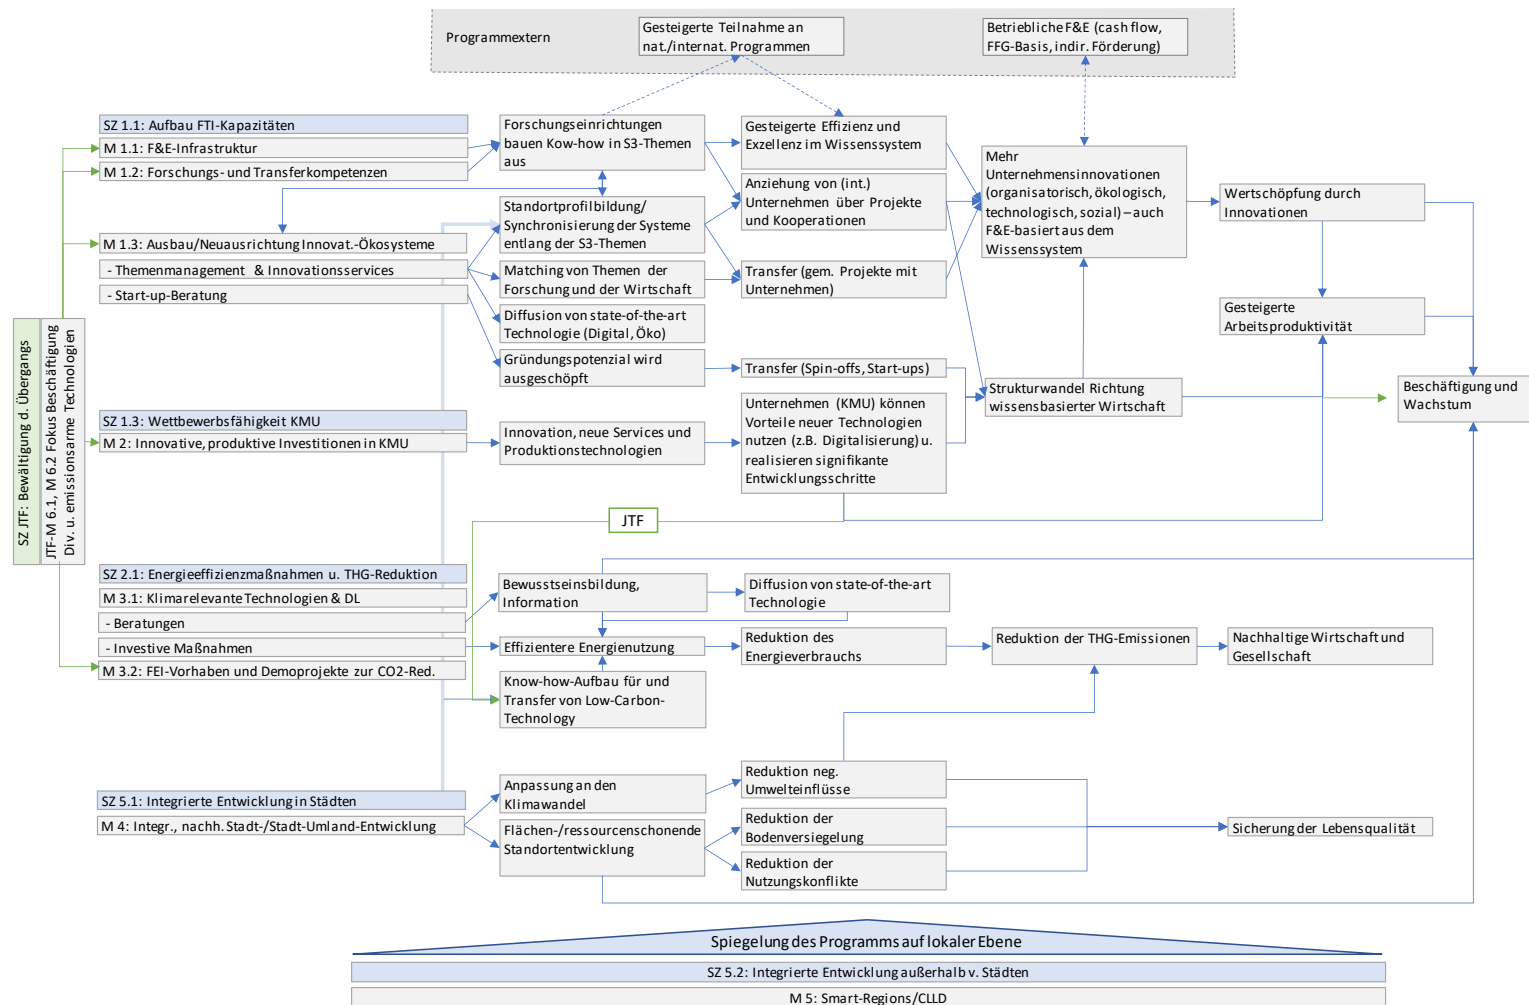 Programmextern
Gesteigerte Teilnahme an
nat./internat. Programmen
Betriebliche F&E (cash flow,
FFG-Basis, indir. Förderung)
SZ 1.1: Aufbau FTI-Kapazitäten
M 1.1: F&E-Infrastruktur
M 1.2: Forschungs- und Transferkompetenzen
M 1.3: Ausbau/Neuausrichtung Innovat.-Ökosysteme
- Themenmanagement & Innovationsservices
- Start-up-Beratung
SZ JTF: Bewältigung d. Übergangs
JTF-M 6.1, M 6.2 Fokus Beschäftigung
Div. u. emissionsarme Technologien
SZ 1.3: Wettbewerbsfähigkeit KMU
M 2: Innovative, produktive Investitionen in KMU
SZ 2.1: Energieeffizienzmaßnahmen u. THG-Reduktion
M 3.1: Klimarelevante Technologien & DL
- Beratungen
- Investive Maßnahmen
M 3.2: FEI-Vorhaben und Demoprojekte zur CO2-Red.
SZ 5.1: Integrierte Entwicklung in Städten
M 4: Integr., nachh. Stadt-/Stadt-Umland-Entwicklung
Forschungseinrichtungen
bauen Kow-how in S3-Themen
aus
Standortprofilbildung/
Synchronisierung der Systeme
entlang der S3-Themen
Matching von Themen der
Forschung und der Wirtschaft
Diffusion von state-of-the-art
Technologie (Digital, Öko)
Gründungspotenzial wird
ausgeschöpft
Innovation, neue Services und
Produktionstechnologien
JTF
Bewusstseinsbildung,
Information
Effizientere Energienutzung
Know-how-Aufbau für und
Transfer von Low-Carbon-
Technology
Anpassung an den
Klimawandel
Flächen-/ressourcenschonende
Standortentwicklung
Gesteigerte Effizienz und
Exzellenz im Wissenssystem
Anziehung von (int.)
Unternehmen über Projekte
und Kooperationen
Transfer (gem. Projekte mit
Unternehmen)
Transfer (Spin-offs, Start-ups)
Unternehmen (KMU) können
Vorteile neuer Technologien
nutzen (z.B. Digitalisierung) u.
realisieren signifikante
Entwicklungsschritte
Diffusion von state-of-the-art
Technologie
Reduktion des
Energieverbrauchs
Reduktion neg.
Umwelteinflüsse
Reduktion der
Bodenversiegelung
Reduktion der
Nutzungskonflikte
Mehr
Unternehmensinnovationen
(organisatorisch, ökologisch,
technologisch, sozial) – auch
F&E-basiert aus dem
Wissenssystem
Strukturwandel Richtung
wissensbasierter Wirtschaft
Reduktion der THG-Emissionen
Wertschöpfung durch
Innovationen
Gesteigerte
Arbeitsproduktivität
Beschäftigung und
Wachstum
Nachhaltige Wirtschaft und
Gesellschaft
Sicherung der Lebensqualität
Spiegelung des Programms auf lokaler Ebene
SZ 5.2: Integrierte Entwicklung außerhalb v. Städten
M 5: Smart-Regions/CLLD